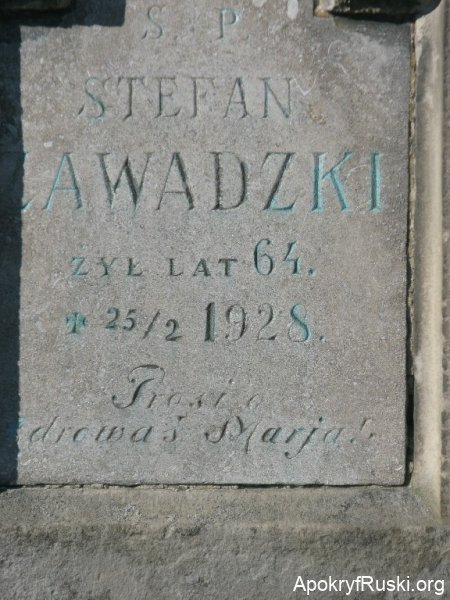 S. P.
STEFAN
ZAWADZKI
ŻYŁ LAT 64.
✝ 25/2 1928.
Prosi o
Zdrowaś Marja!
ApokryfRuski.org